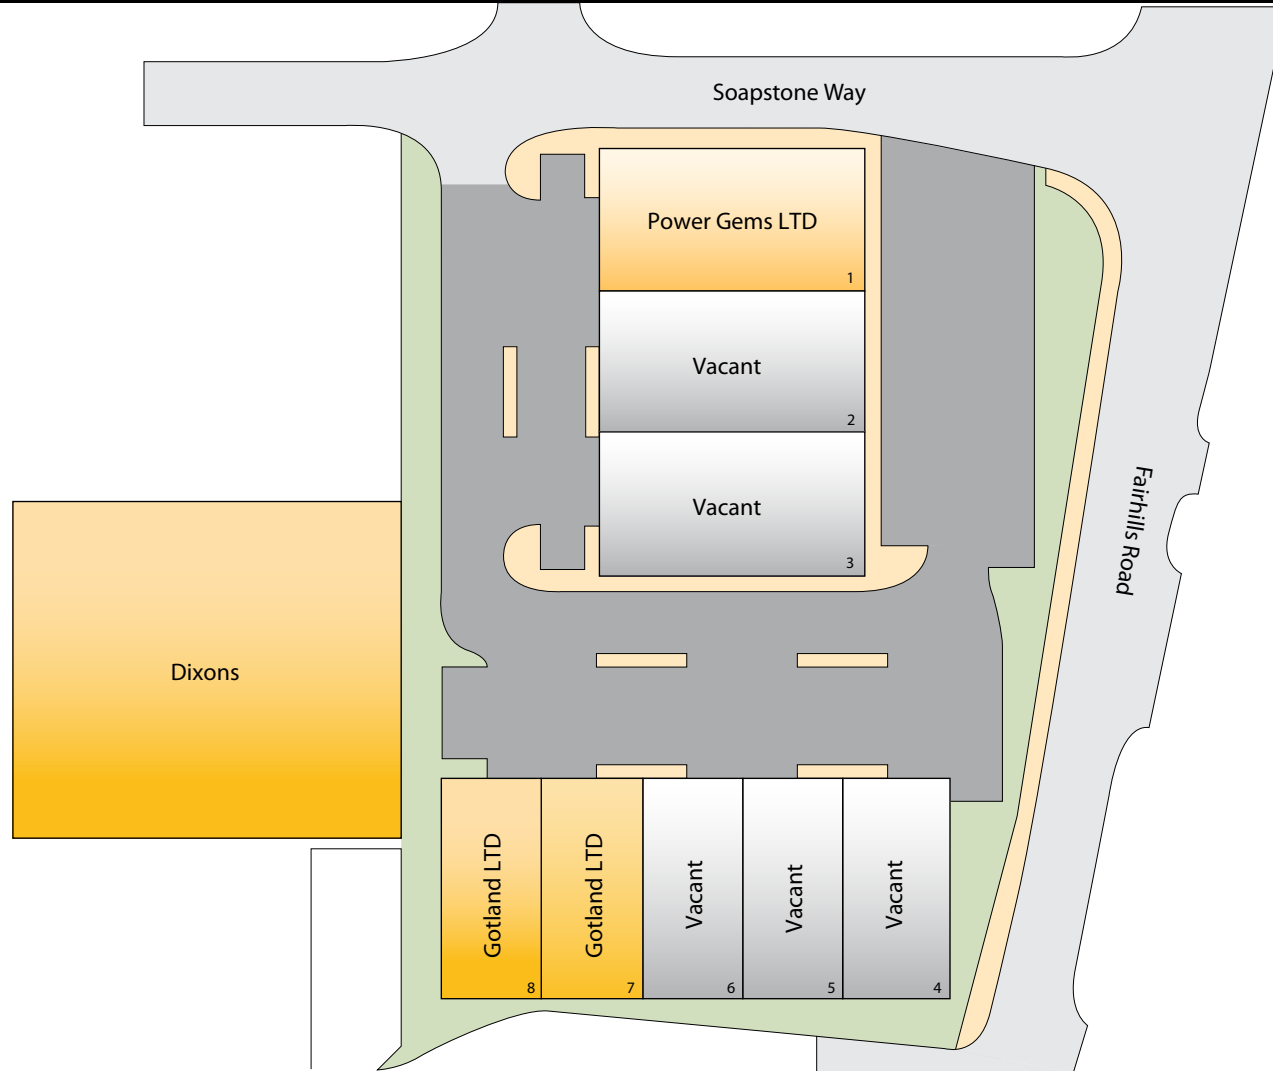 Soapstone Way
Power Gems LTD
1
Vacant
2
Vacant
3
Fairhills Road
Dixons
Gotland LTD
8
Gotland LTD
7
Vacant
6
Vacant
5
Vacant
4